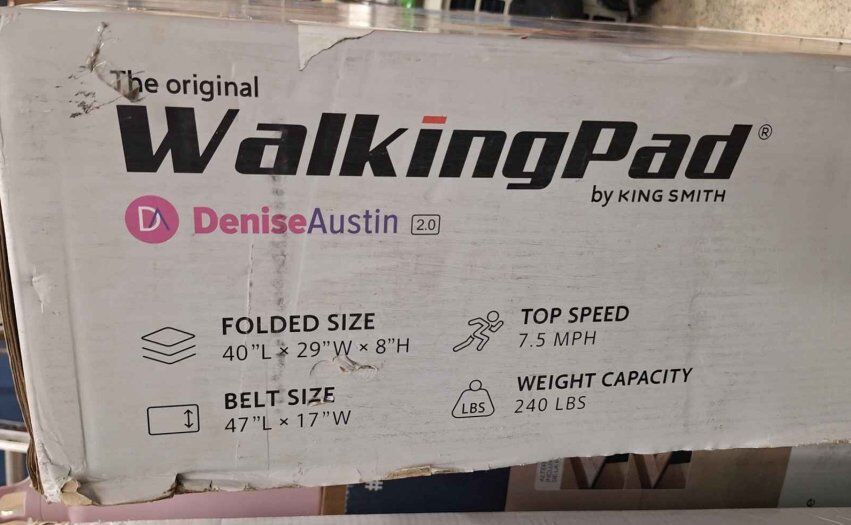 The original
WalkingPad®
by KING SMITH
DA DeniseAustin 2.0
FOLDED SIZE
40"L × 29"W × 8"H
BELT SIZE
47"L × 17"W
TOP SPEED
7.5 MPH
WEIGHT CAPACITY
LBS 240 LBS
#